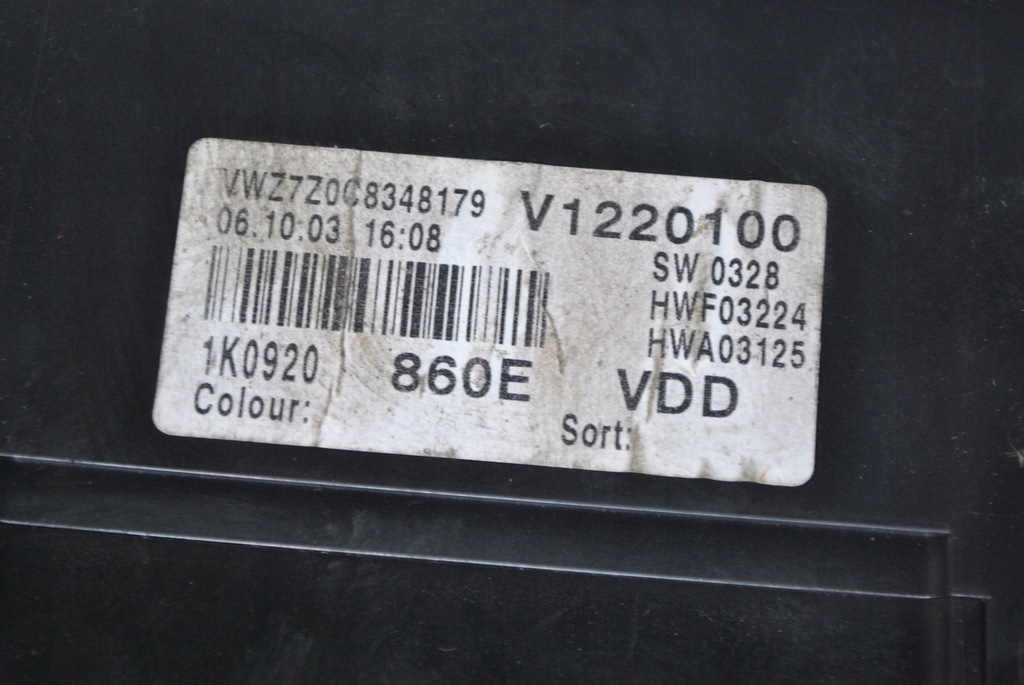 VWZ7Z0C8348179 V1220100
06.10.03 16:08 SW 0328
HWF03224
HWA03125
1K0920 860E VDD
Colour: Sort: